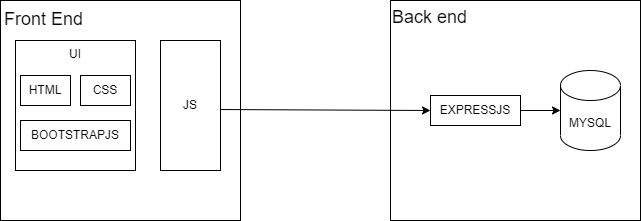 Front End
UI
HTML
CSS
BOOTSTRAPJS
JS
Back end
EXPRESSJS
MYSQL